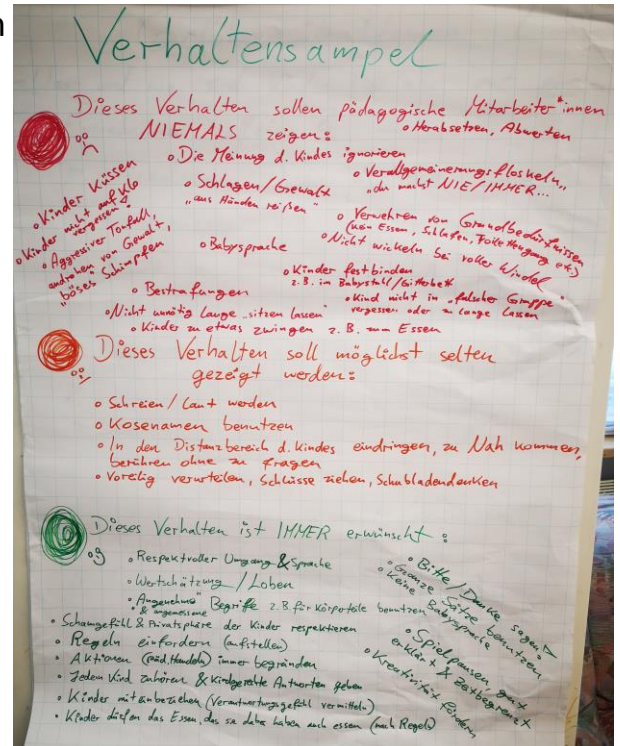 n
Verhaltensampel
Dieses Verhalten sollen pädagogische Mitarbeiter*innen
NIEMALS zeigen:
• Herabsetzen, Abwerten
• Die Meinung d. Kindes ignorieren
• Verallgemeinerungsfloskeln
„du machst NIE/IMMER...
• Schlagen/Gewalt
„aus Händen reißen"
• Kinder Küssen
• Kinder nicht auf Klo
vergessen!
• Aggressiver Tonfall,
androhen von Gewalt,
„böses Schimpfen
• Verwehren von Grundbedürfnissen
(kein Essen, Schlafen, Toilettengang etc)
• Nicht wickeln bei voller Windel
• Babysprache
• Kinder festbinden
z.B. im Babystuhl/Gitterbett
• Bestrafungen
• Kind nicht in „falscher Gruppe"
vergessen oder zu lange lassen
• Nicht unnötig lange „sitzen lassen"
• Kinder zu etwas zwingen z.B. zum Essen
Dieses Verhalten soll möglichst selten
gezeigt werden:
• Schreien/Laut werden
• Kosenamen benutzen
• In den Distanzbereich d. Kindes eindringen, zu Nah kommen,
berühren ohne zu fragen
• Voreilig verurteilen, Schlüsse ziehen, Schubladendenken
Dieses Verhalten ist IMMER erwünscht:
• Respektvoller Umgang & Sprache
• Wertschätzung / Loben
• „Angenehme"
& angemessene Begriffe z.B. für Körperteile benutzen
• Schamgefühl & Privatsphäre der Kinder respektieren
• Regeln einfordern (aufstellen)
• Aktionen (päd. Handeln) immer begründen
• Jedem Kind zuhören & kindgerechte Antworten geben
• Kinder miteinbeziehen (Verantwortungsgefühl vermitteln)
• Kinder dürfen das Essen, das sie dabei haben auch essen (nach Regeln)
• Bitte/Danke sagen!
• Ganze Sätze benutzen
• Keine Babysprache
• Spielpausen gut
erklärt & zeitbegrenzt
• Kreativität fördern